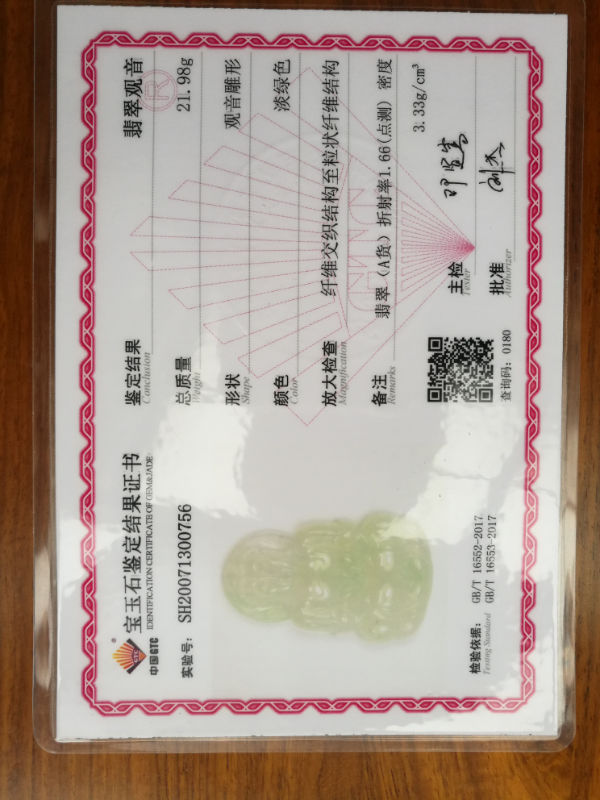 宝玉石鉴定结果证书
IDENTIFICATION CERTIFICATE OF GEM&JADE
GTC
中国GTC
实验号: SH20071300756
检验依据: GB/T 16552-2017
Testing Standard GB/T 16553-2017
鉴定结果 翡翠观音
Conclusion
总质量 21.98g
Weight
形状 观音雕形
Shape
颜色 淡绿色
Color
放大检查 纤维交织结构至粒状纤维结构
Magnification
备注 翡翠（A货）折射率1.66(点测) 密度
Remarks 3.33g/cm³
主检
Tester
批准
Authorizer
查询码: 0180